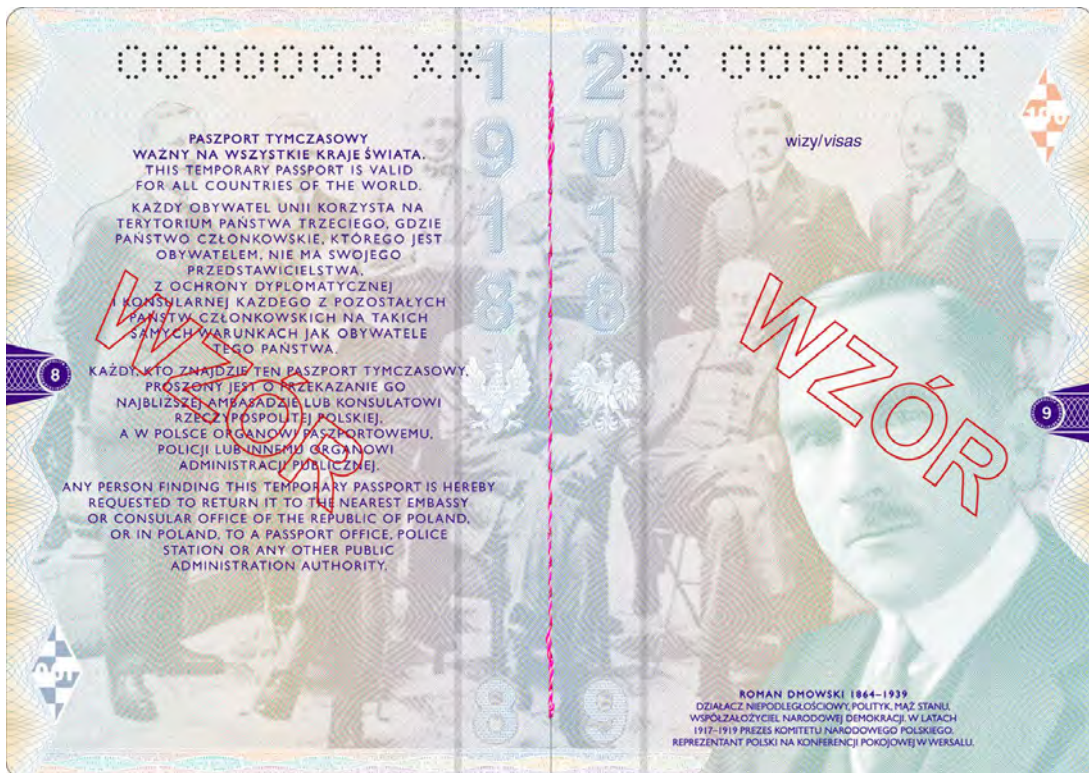 0000000 XX
1918
PASZPORT TYMCZASOWY
WAŻNY NA WSZYSTKIE KRAJE ŚWIATA.
THIS TEMPORARY PASSPORT IS VALID
FOR ALL COUNTRIES OF THE WORLD.
KAŻDY OBYWATEL UNII KORZYSTA NA
TERYTORIUM PAŃSTWA TRZECIEGO, GDZIE
PAŃSTWO CZŁONKOWSKIE, KTÓREGO JEST
OBYWATELEM, NIE MA SWOJEGO
PRZEDSTAWICIELSTWA,
Z OCHRONY DYPLOMATYCZNEJ
I KONSULARNEJ KAŻDEGO Z POZOSTAŁYCH
PAŃSTW CZŁONKOWSKICH NA TAKICH
SAMYCH WARUNKACH JAK OBYWATELE
TEGO PAŃSTWA.
KAŻDY, KTO ZNAJDZIE TEN PASZPORT TYMCZASOWY,
PROSZONY JEST O PRZEKAZANIE GO
NAJBLIŻSZEJ AMBASADZIE LUB KONSULATOWI
RZECZYPOSPOLITEJ POLSKIEJ,
A W POLSCE ORGANOWI PASZPORTOWEMU,
POLICJI LUB INNEMU ORGANOWI
ADMINISTRACJI PUBLICZNEJ.
ANY PERSON FINDING THIS TEMPORARY PASSPORT IS HEREBY
REQUESTED TO RETURN IT TO THE NEAREST EMBASSY
OR CONSULAR OFFICE OF THE REPUBLIC OF POLAND,
OR IN POLAND, TO A PASSPORT OFFICE, POLICE
STATION OR ANY OTHER PUBLIC
ADMINISTRATION AUTHORITY.
WZÓR
8
8
XX 0000000
2018
100
wizy/visas
WZÓR
9
9
ROMAN DMOWSKI 1864–1939
DZIAŁACZ NIEPODLEGŁOŚCIOWY, POLITYK, MĄŻ STANU,
WSPÓŁZAŁOŻYCIEL NARODOWEJ DEMOKRACJI. W LATACH
1917–1919 PREZES KOMITETU NARODOWEGO POLSKIEGO.
REPREZENTANT POLSKI NA KONFERENCJI POKOJOWEJ W WERSALU.